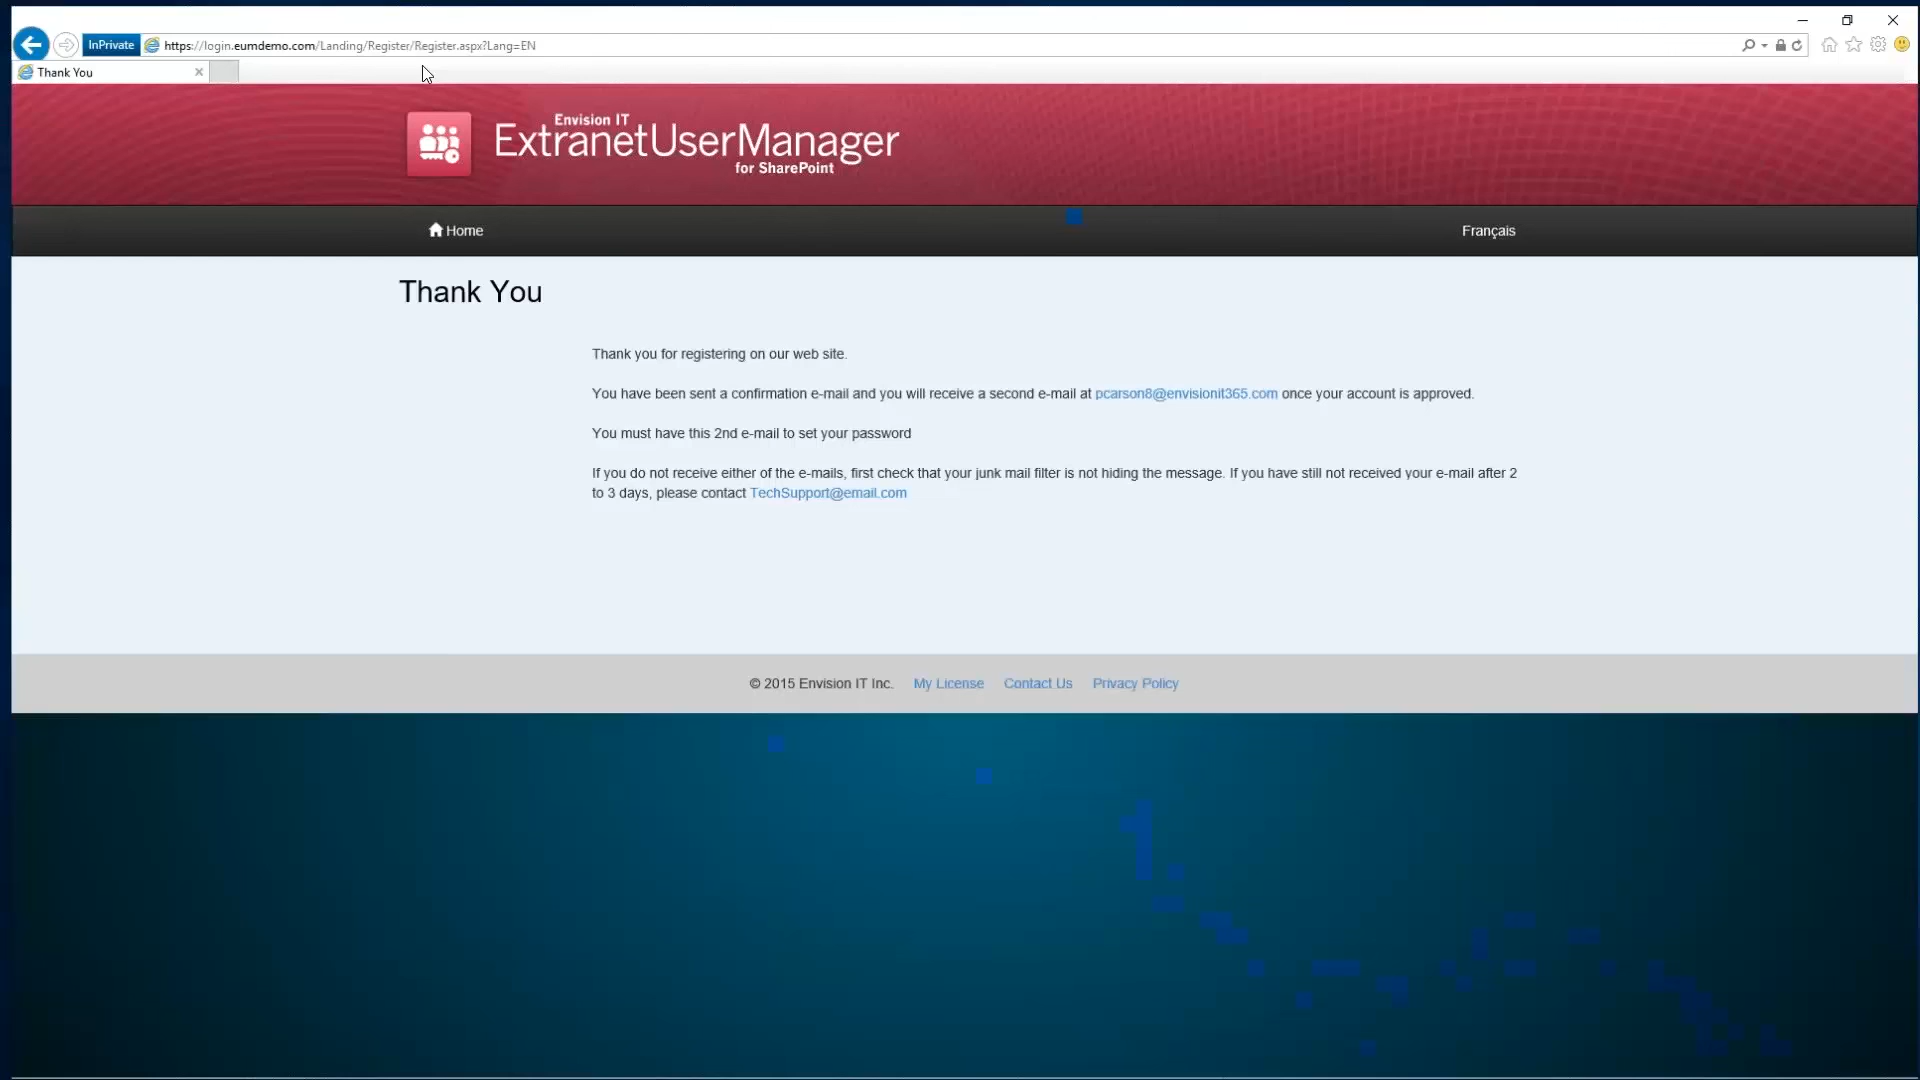 InPrivate https://login.eumdemo.com/Landing/Register/Register.aspx?Lang=EN
Thank You
Envision IT
ExtranetUserManager
for SharePoint
Home Français
Thank You
Thank you for registering on our web site.
You have been sent a confirmation e-mail and you will receive a second e-mail at pcarson8@envisionit365.com once your account is approved.
You must have this 2nd e-mail to set your password
If you do not receive either of the e-mails, first check that your junk mail filter is not hiding the message. If you have still not received your e-mail after 2
to 3 days, please contact TechSupport@email.com
© 2015 Envision IT Inc. My License Contact Us Privacy Policy